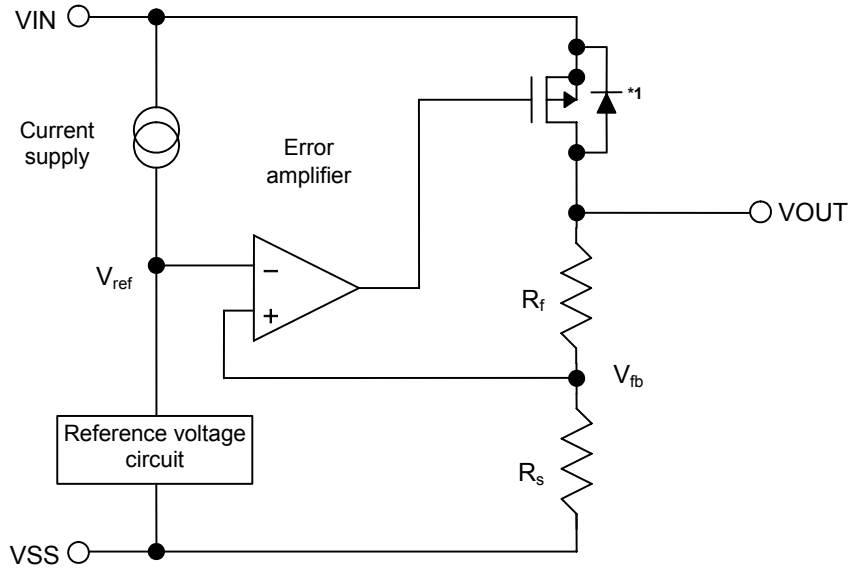 VIN
*1
Current
supply
Error
amplifier
VOUT
Vref
−
+
Rf
Vfb
Reference voltage
circuit
Rs
VSS